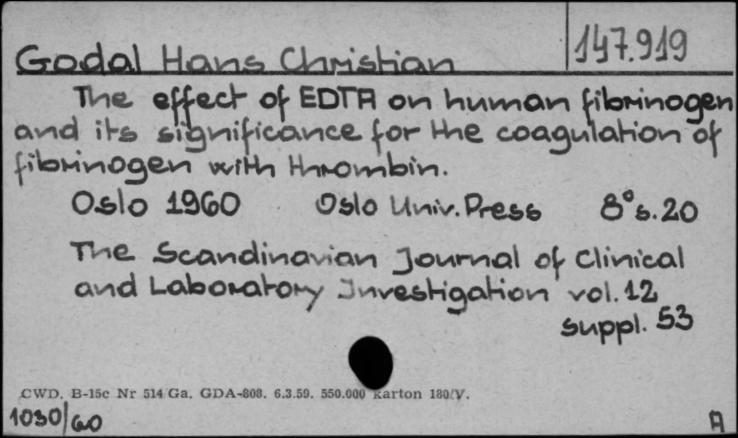 147.919
Godal Hans Christian
The effect of EDTA on human fibrinogen
and its significance for the coagulation of
fibrinogen with thrombin.
Oslo 1960 Oslo Univ. Press 8° s. 20
The Scandinavian Journal of Clinical
and Laboratory Investigation vol. 12
suppl. 53
CWD. B-15c Nr 514/Ga. GDA-808. 6.3.59. 550.000 karton 180/V.
1030/60 A